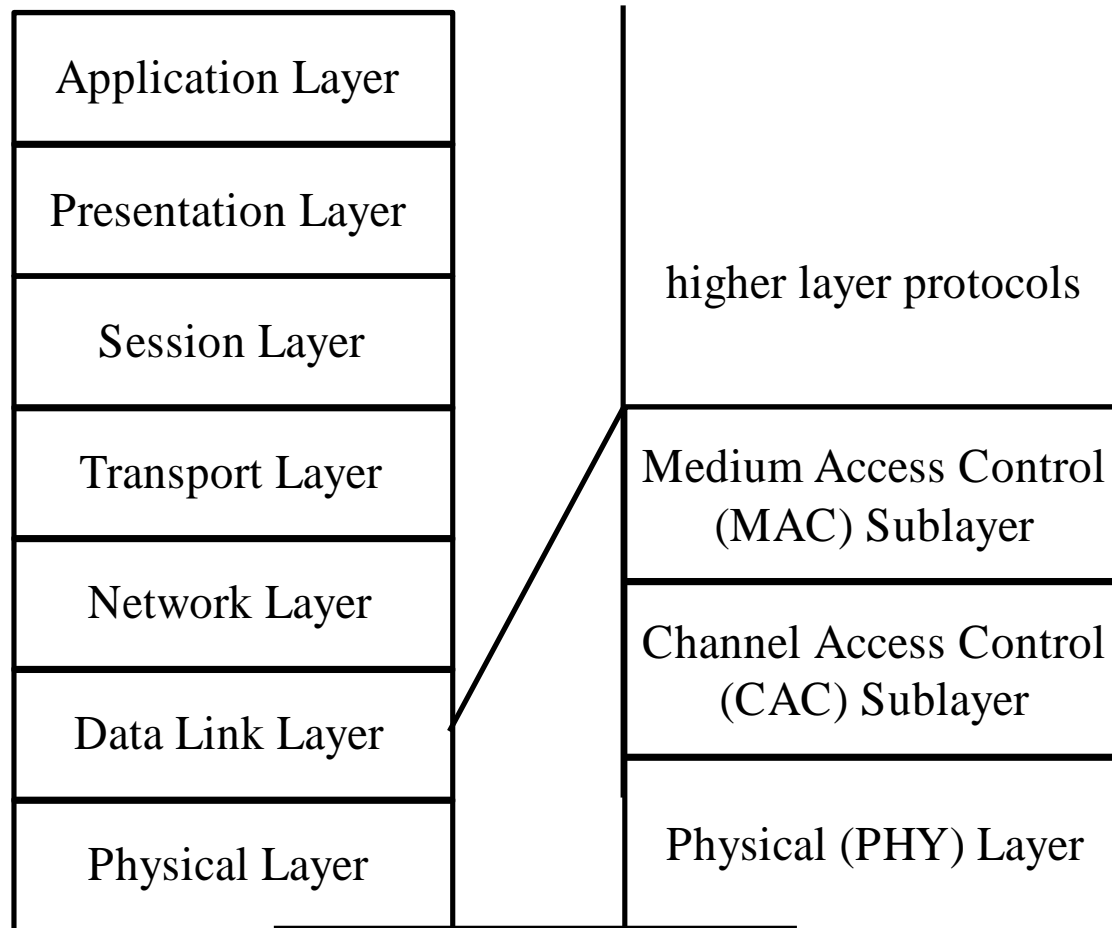 Application Layer
Presentation Layer
Session Layer
Transport Layer
Network Layer
Data Link Layer
Physical Layer
higher layer protocols
Medium Access Control
(MAC) Sublayer
Channel Access Control
(CAC) Sublayer
Physical (PHY) Layer